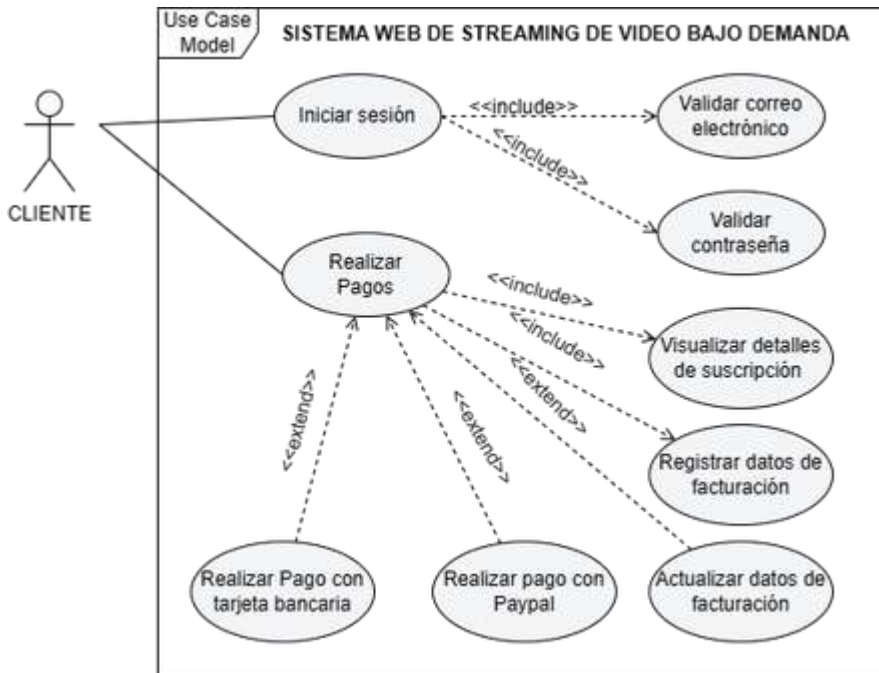 Use Case
Model
SISTEMA WEB DE STREAMING DE VIDEO BAJO DEMANDA
CLIENTE
Iniciar sesión
<<include>>
Validar correo
electrónico
<<include>>
Validar
contraseña
Realizar
Pagos
<<include>>
Visualizar detalles
de suscripción
<<include>>
Registrar datos de
facturación
<<extend>>
<<extend>>
<<extend>>
Realizar Pago con
tarjeta bancaria
Realizar pago con
Paypal
Actualizar datos de
facturación